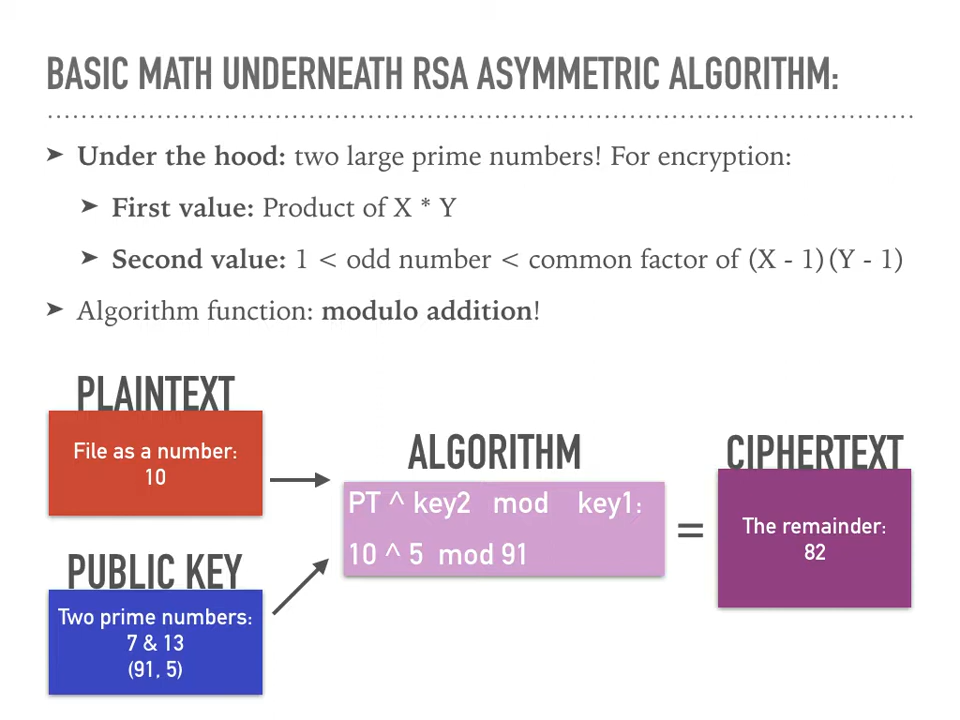 BASIC MATH UNDERNEATH RSA ASYMMETRIC ALGORITHM:
➤ Under the hood: two large prime numbers! For encryption:
➤ First value: Product of X * Y
➤ Second value: 1 < odd number < common factor of (X - 1)(Y - 1)
➤ Algorithm function: modulo addition!
PLAINTEXT
File as a number:
10
PUBLIC KEY
Two prime numbers:
7 & 13
(91, 5)
ALGORITHM
PT ^ key2 mod key1:
10 ^ 5 mod 91
=
CIPHERTEXT
The remainder:
82